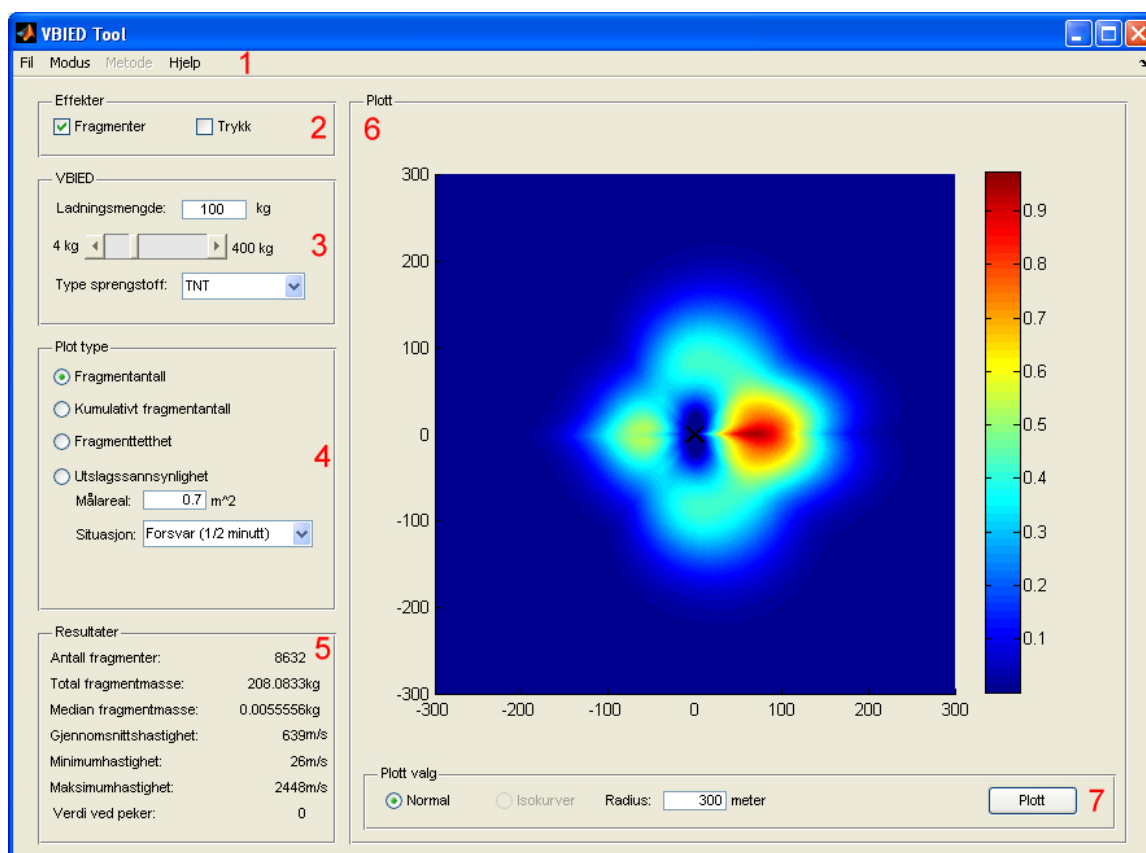 VBIED Tool
Fil Modus Metode Hjelp 1
Effekter
Fragmenter Trykk 2
VBIED
Ladningsmengde: 100 kg
4 kg 400 kg 3
Type sprengstoff: TNT
Plot type
Fragmentantall
Kumulativt fragmentantall
Fragmenttetthet
4
Utslagssannsynlighet
Målareal: 0.7 m^2
Situasjon: Forsvar (1/2 minutt)
Resultater
5
Antall fragmenter: 8632
Total fragmentmasse: 208.0833kg
Median fragmentmasse: 0.0055556kg
Gjennomsnittshastighet: 639m/s
Minimumhastighet: 26m/s
Maksimumhastighet: 2448m/s
Verdi ved peker: 0
Plott
6
300
200
100
0
-100
-200
-300
-300 -200 -100 0 100 200 300
0.9
0.8
0.7
0.6
0.5
0.4
0.3
0.2
0.1
Plott valg
Normal Isokurver Radius: 300 meter Plott 7